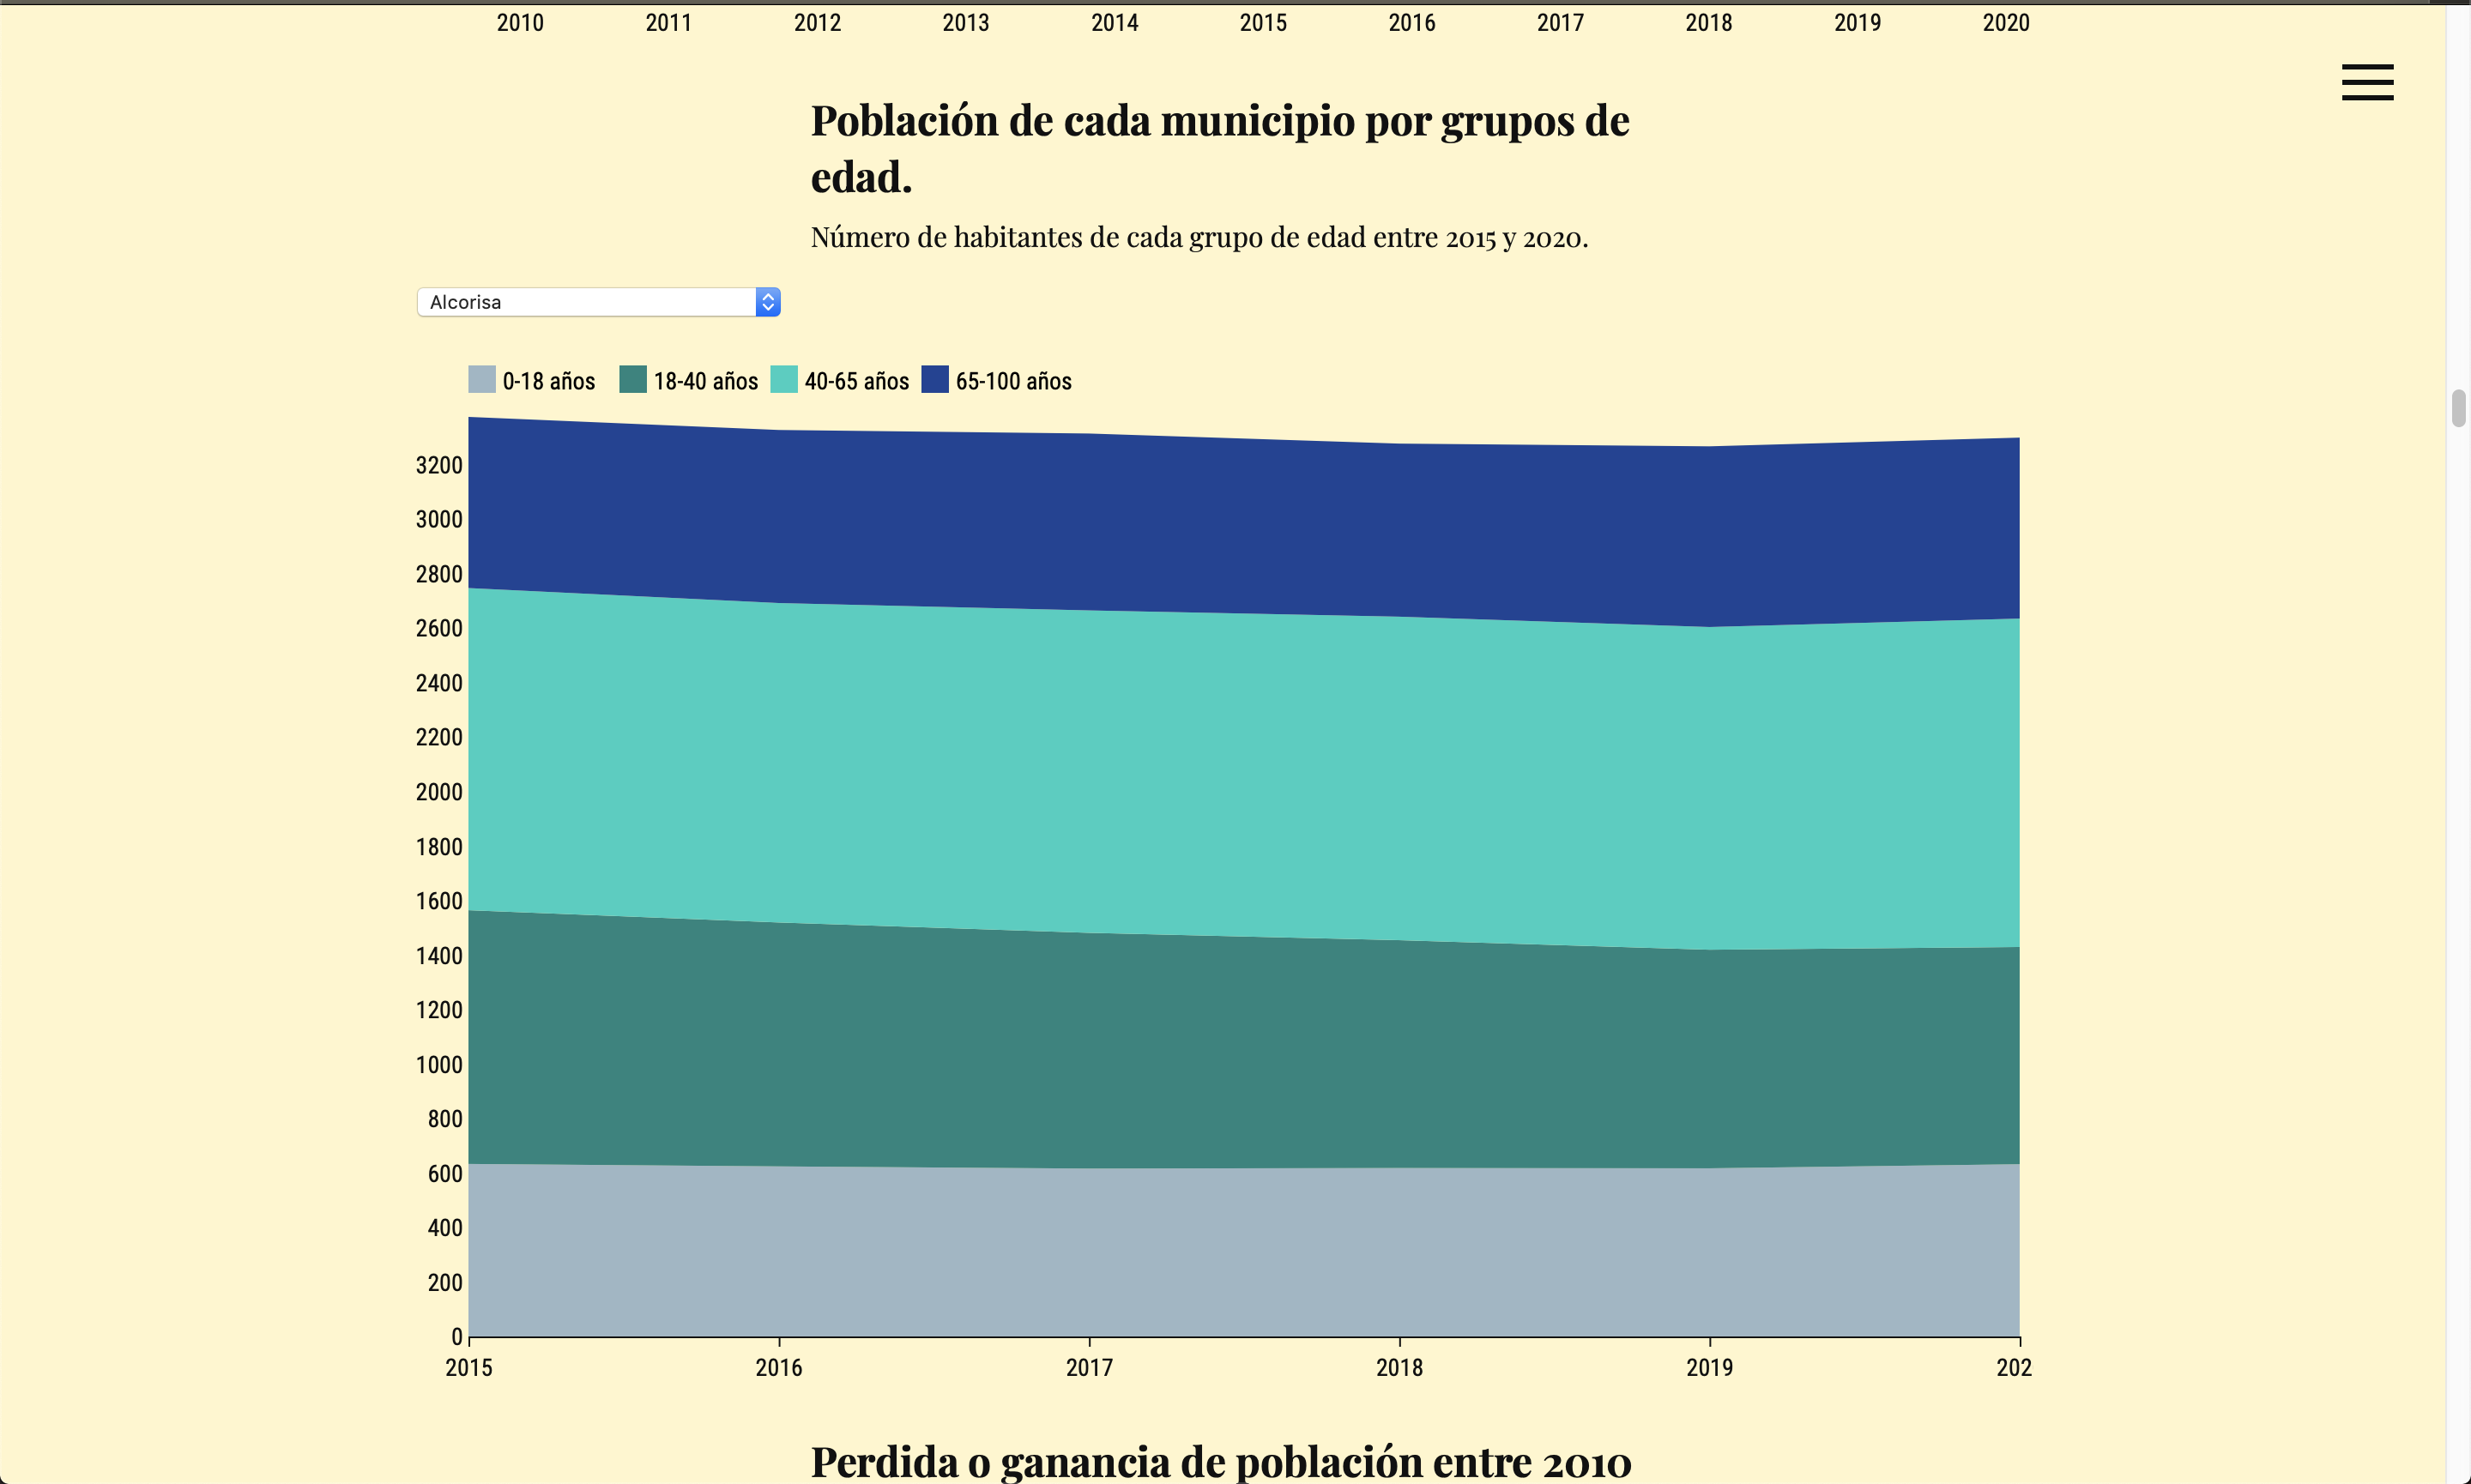 2010 2011 2012 2013 2014 2015 2016 2017 2018 2019 2020
Población de cada municipio por grupos de
edad.
Número de habitantes de cada grupo de edad entre 2015 y 2020.
Alcorisa
0-18 años 18-40 años 40-65 años 65-100 años
3200
3000
2800
2600
2400
2200
2000
1800
1600
1400
1200
1000
800
600
400
200
0
2015 2016 2017 2018 2019 202
Perdida o ganancia de población entre 2010